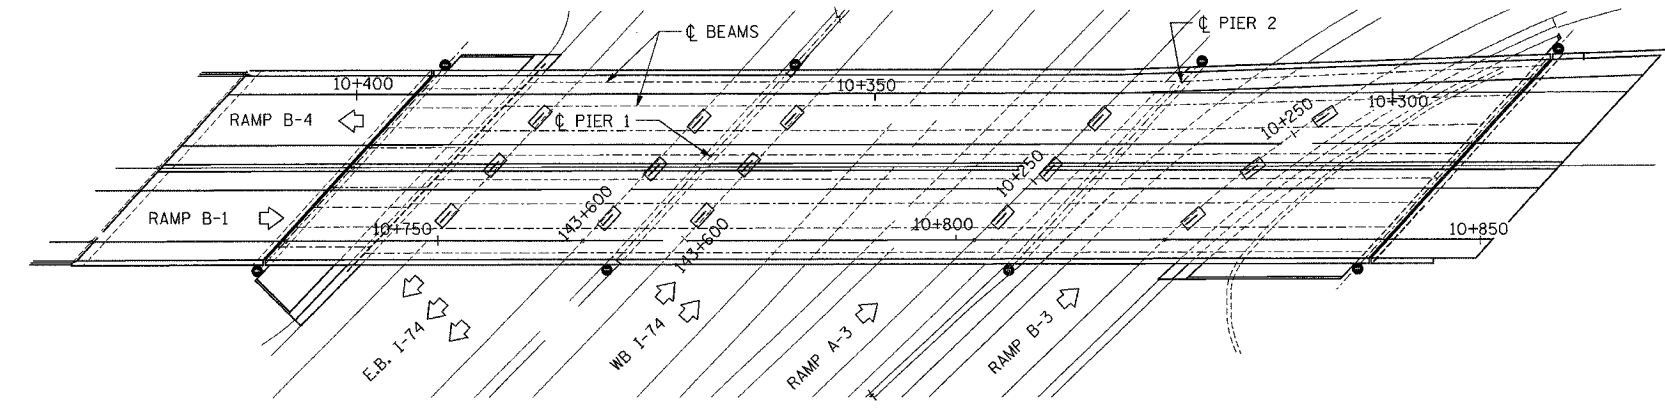 ℄ BEAMS
℄ PIER 2
10+400
10+350
10+300
RAMP B-4
℄ PIER 1
10+250
10+250
143+600
RAMP B-1
10+750
143+600
10+800
10+850
E.B. I-74
WB I-74
RAMP A-3
RAMP B-3